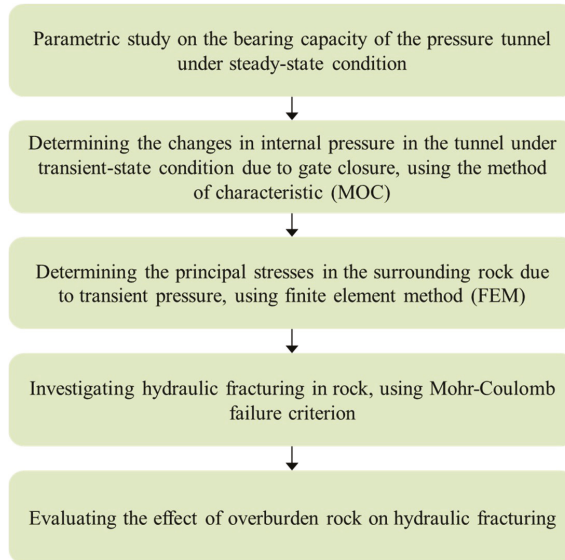 Parametric study on the bearing capacity of the pressure tunnel
under steady-state condition
Determining the changes in internal pressure in the tunnel under
transient-state condition due to gate closure, using the method
of characteristic (MOC)
Determining the principal stresses in the surrounding rock due
to transient pressure, using finite element method (FEM)
Investigating hydraulic fracturing in rock, using Mohr-Coulomb
failure criterion
Evaluating the effect of overburden rock on hydraulic fracturing